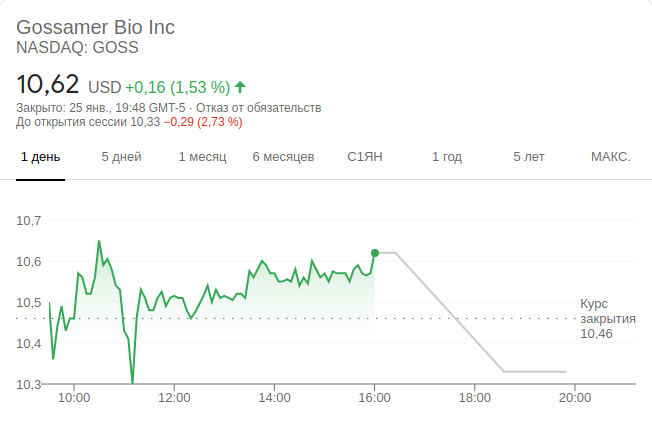 Gossamer Bio Inc
NASDAQ: GOSS
10,62 USD +0,16 (1,53 %)
Закрыто: 25 янв., 19:48 GMT-5 · Отказ от обязательств
До открытия сессии 10,33 −0,29 (2,73 %)
1 день 5 дней 1 месяц 6 месяцев С1ЯН 1 год 5 лет МАКС.
10,7
10,6
10,5
10,4
10,3
Курс
закрытия
10,46
10:00 12:00 14:00 16:00 18:00 20:00